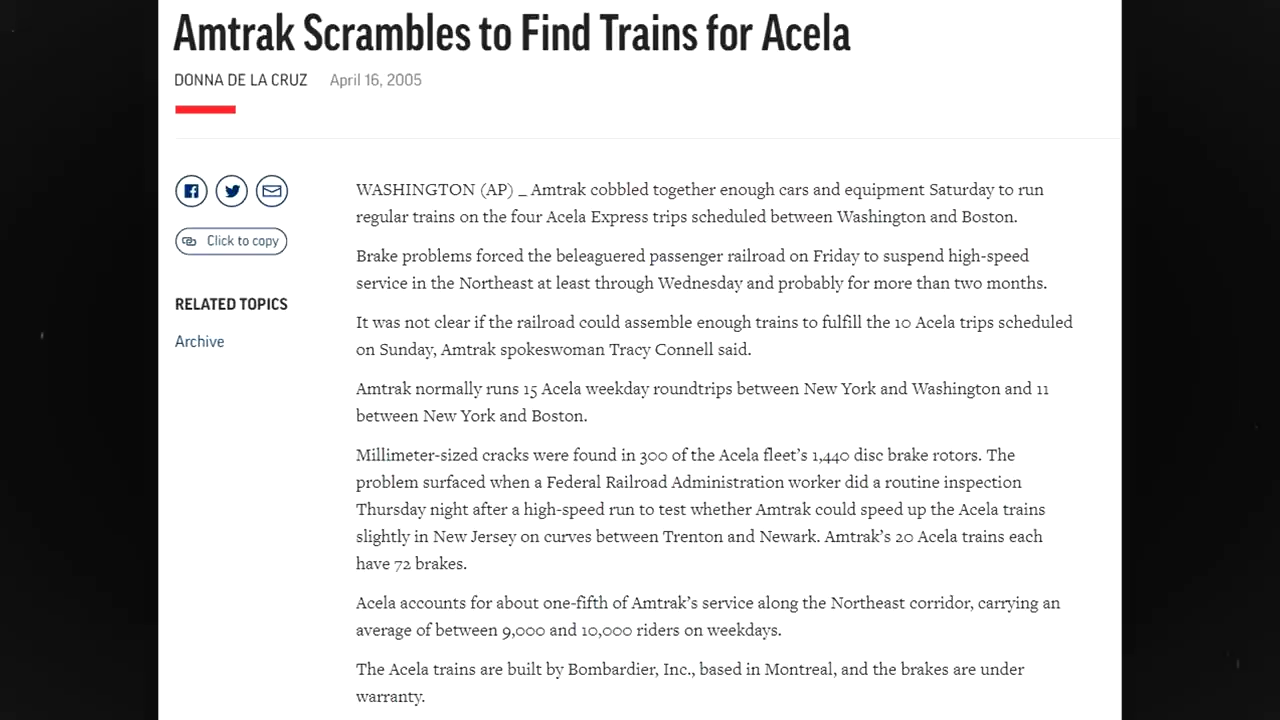 Amtrak Scrambles to Find Trains for Acela
DONNA DE LA CRUZ April 16, 2005
Click to copy
RELATED TOPICS
Archive
WASHINGTON (AP) _ Amtrak cobbled together enough cars and equipment Saturday to run
regular trains on the four Acela Express trips scheduled between Washington and Boston.
Brake problems forced the beleaguered passenger railroad on Friday to suspend high-speed
service in the Northeast at least through Wednesday and probably for more than two months.
It was not clear if the railroad could assemble enough trains to fulfill the 10 Acela trips scheduled
on Sunday, Amtrak spokeswoman Tracy Connell said.
Amtrak normally runs 15 Acela weekday roundtrips between New York and Washington and 11
between New York and Boston.
Millimeter-sized cracks were found in 300 of the Acela fleet's 1,440 disc brake rotors. The
problem surfaced when a Federal Railroad Administration worker did a routine inspection
Thursday night after a high-speed run to test whether Amtrak could speed up the Acela trains
slightly in New Jersey on curves between Trenton and Newark. Amtrak's 20 Acela trains each
have 72 brakes.
Acela accounts for about one-fifth of Amtrak's service along the Northeast corridor, carrying an
average of between 9,000 and 10,000 riders on weekdays.
The Acela trains are built by Bombardier, Inc., based in Montreal, and the brakes are under
warranty.